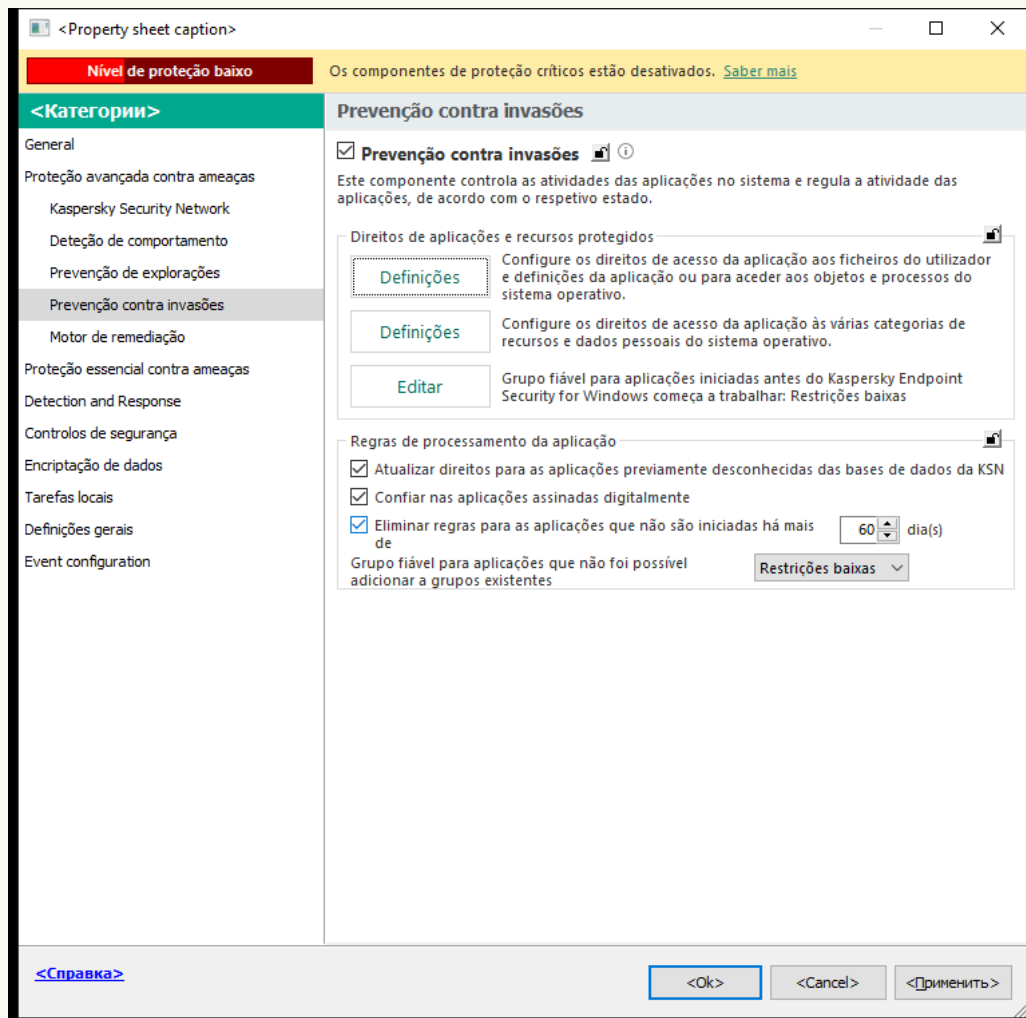 <Property sheet caption>
Nível de proteção baixo
Os componentes de proteção críticos estão desativados. Saber mais
<Категории>
General
Proteção avançada contra ameaças
Kaspersky Security Network
Deteção de comportamento
Prevenção de explorações
Prevenção contra invasões
Motor de remediação
Proteção essencial contra ameaças
Detection and Response
Controlos de segurança
Encriptação de dados
Tarefas locais
Definições gerais
Event configuration
Prevenção contra invasões
Prevenção contra invasões
Este componente controla as atividades das aplicações no sistema e regula a atividade das
aplicações, de acordo com o respetivo estado.
Direitos de aplicações e recursos protegidos
Definições
Configure os direitos de acesso da aplicação aos ficheiros do utilizador
e definições da aplicação ou para aceder aos objetos e processos do
sistema operativo.
Definições
Configure os direitos de acesso da aplicação às várias categorias de
recursos e dados pessoais do sistema operativo.
Editar
Grupo fiável para aplicações iniciadas antes do Kaspersky Endpoint
Security for Windows começa a trabalhar: Restrições baixas
Regras de processamento da aplicação
Atualizar direitos para as aplicações previamente desconhecidas das bases de dados da KSN
Confiar nas aplicações assinadas digitalmente
Eliminar regras para as aplicações que não são iniciadas há mais
de
60 dia(s)
Grupo fiável para aplicações que não foi possível
adicionar a grupos existentes
Restrições baixas
<Справка>
<Ok>
<Cancel>
<Применить>